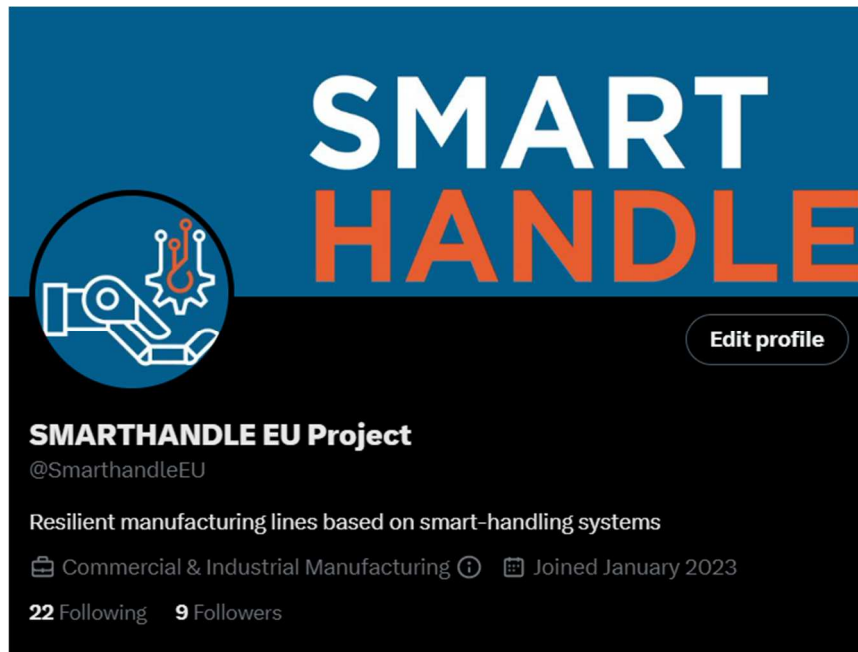 SMART
HANDLE
Edit profile
SMARTHANDLE EU Project
@SmarthandleEU
Resilient manufacturing lines based on smart-handling systems
Commercial & Industrial Manufacturing Joined January 2023
22 Following 9 Followers